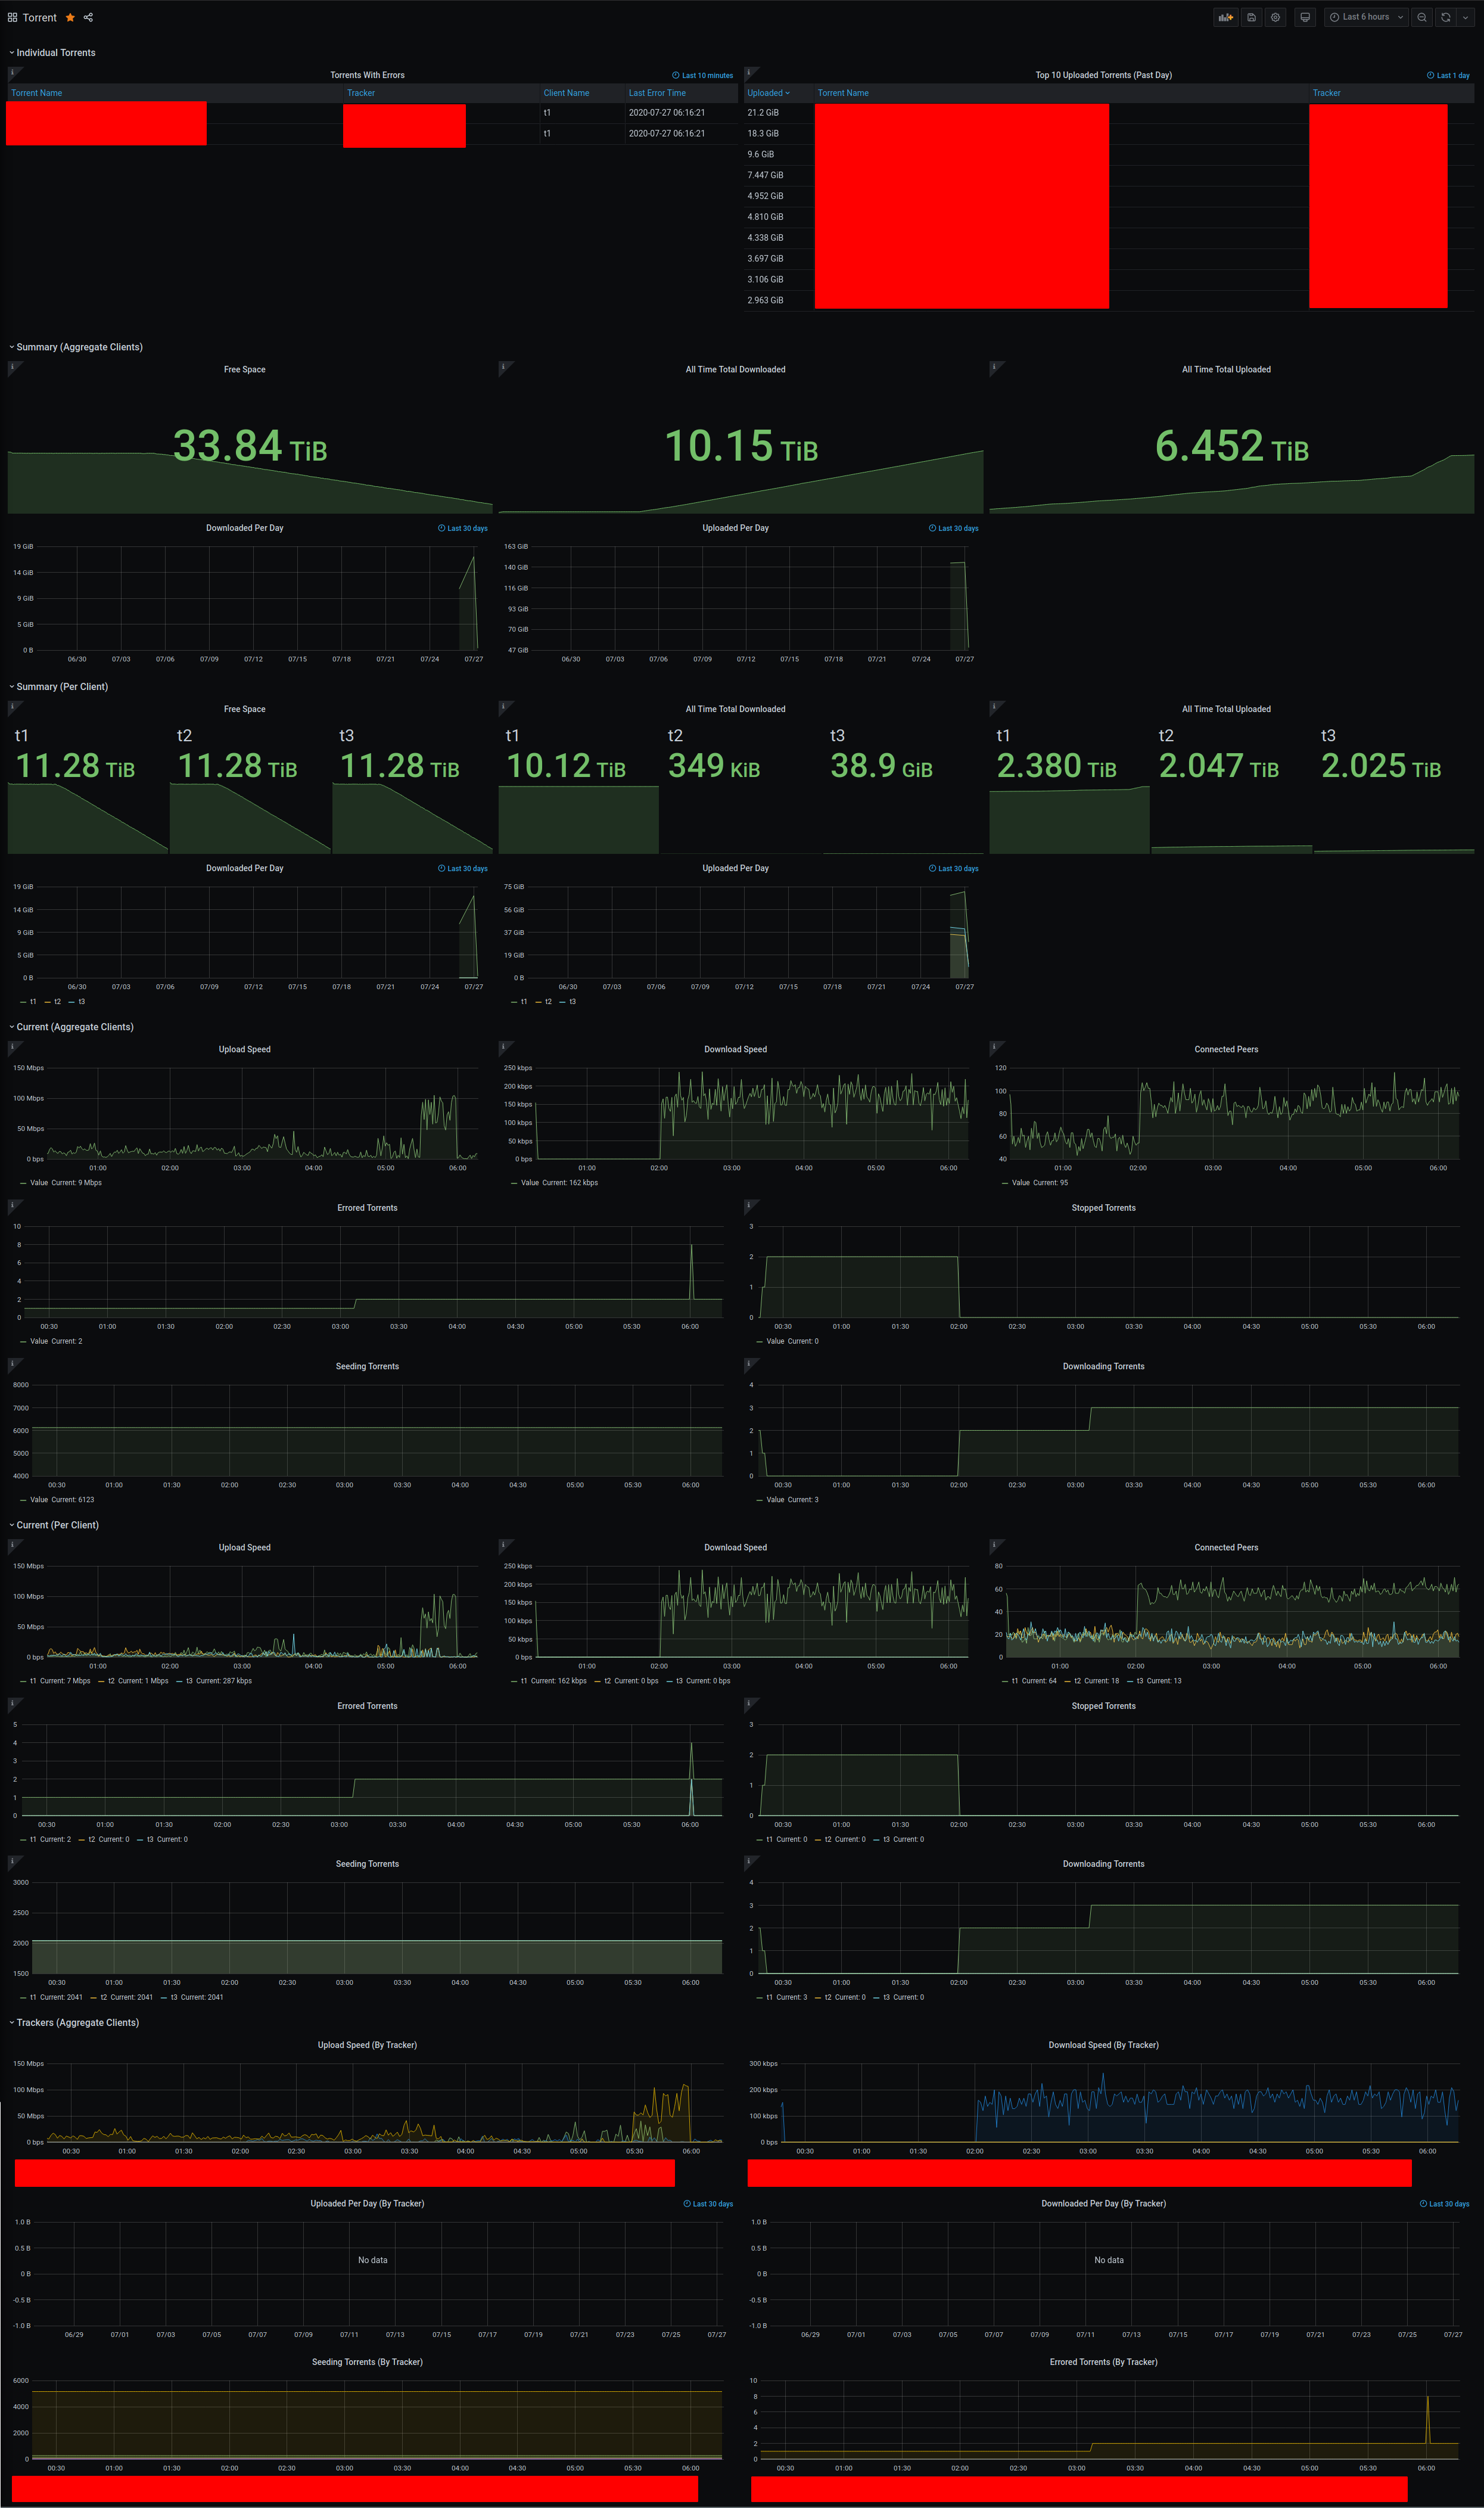 Torrent
Last 6 hours
Individual Torrents
Torrents With Errors
Last 10 minutes
Torrent Name Tracker Client Name Last Error Time
t1 2020-07-27 06:16:21
t1 2020-07-27 06:16:21
Top 10 Uploaded Torrents (Past Day)
Last 1 day
Uploaded Torrent Name Tracker
21.2 GiB
18.3 GiB
9.6 GiB
7.447 GiB
4.952 GiB
4.810 GiB
4.338 GiB
3.697 GiB
3.106 GiB
2.963 GiB
Summary (Aggregate Clients)
Free Space
33.84 TiB
All Time Total Downloaded
10.15 TiB
All Time Total Uploaded
6.452 TiB
Downloaded Per Day
Last 30 days
19 GiB
14 GiB
9 GiB
5 GiB
0 B
06/30 07/03 07/06 07/09 07/12 07/15 07/18 07/21 07/24 07/27
Uploaded Per Day
Last 30 days
163 GiB
140 GiB
116 GiB
93 GiB
70 GiB
47 GiB
06/30 07/03 07/06 07/09 07/12 07/15 07/18 07/21 07/24 07/27
Summary (Per Client)
Free Space
t1 t2 t3
11.28 TiB 11.28 TiB 11.28 TiB
All Time Total Downloaded
t1 t2 t3
10.12 TiB 349 KiB 38.9 GiB
All Time Total Uploaded
t1 t2 t3
2.380 TiB 2.047 TiB 2.025 TiB
Downloaded Per Day
Last 30 days
19 GiB
14 GiB
9 GiB
5 GiB
0 B
06/30 07/03 07/06 07/09 07/12 07/15 07/18 07/21 07/24 07/27
t1 t2 t3
Uploaded Per Day
Last 30 days
75 GiB
56 GiB
37 GiB
19 GiB
0 B
06/30 07/03 07/06 07/09 07/12 07/15 07/18 07/21 07/24 07/27
t1 t2 t3
Current (Aggregate Clients)
Upload Speed
150 Mbps
100 Mbps
50 Mbps
0 bps
01:00 02:00 03:00 04:00 05:00 06:00
Value Current: 9 Mbps
Download Speed
250 kbps
200 kbps
150 kbps
100 kbps
50 kbps
0 bps
01:00 02:00 03:00 04:00 05:00 06:00
Value Current: 162 kbps
Connected Peers
120
100
80
60
40
01:00 02:00 03:00 04:00 05:00 06:00
Value Current: 95
Errored Torrents
10
8
6
4
2
0
00:30 01:00 01:30 02:00 02:30 03:00 03:30 04:00 04:30 05:00 05:30 06:00
Value Current: 2
Stopped Torrents
3
2
1
0
00:30 01:00 01:30 02:00 02:30 03:00 03:30 04:00 04:30 05:00 05:30 06:00
Value Current: 0
Seeding Torrents
8000
7000
6000
5000
4000
00:30 01:00 01:30 02:00 02:30 03:00 03:30 04:00 04:30 05:00 05:30 06:00
Value Current: 6123
Downloading Torrents
4
3
2
1
0
00:30 01:00 01:30 02:00 02:30 03:00 03:30 04:00 04:30 05:00 05:30 06:00
Value Current: 3
Current (Per Client)
Upload Speed
150 Mbps
100 Mbps
50 Mbps
0 bps
01:00 02:00 03:00 04:00 05:00 06:00
t1 Current: 7 Mbps t2 Current: 1 Mbps t3 Current: 287 kbps
Download Speed
250 kbps
200 kbps
150 kbps
100 kbps
50 kbps
0 bps
01:00 02:00 03:00 04:00 05:00 06:00
t1 Current: 162 kbps t2 Current: 0 bps t3 Current: 0 bps
Connected Peers
80
60
40
20
0
01:00 02:00 03:00 04:00 05:00 06:00
t1 Current: 64 t2 Current: 18 t3 Current: 13
Errored Torrents
5
4
3
2
1
0
00:30 01:00 01:30 02:00 02:30 03:00 03:30 04:00 04:30 05:00 05:30 06:00
t1 Current: 2 t2 Current: 0 t3 Current: 0
Stopped Torrents
3
2
1
0
00:30 01:00 01:30 02:00 02:30 03:00 03:30 04:00 04:30 05:00 05:30 06:00
t1 Current: 0 t2 Current: 0 t3 Current: 0
Seeding Torrents
3000
2500
2000
1500
00:30 01:00 01:30 02:00 02:30 03:00 03:30 04:00 04:30 05:00 05:30 06:00
t1 Current: 2041 t2 Current: 2041 t3 Current: 2041
Downloading Torrents
4
3
2
1
0
00:30 01:00 01:30 02:00 02:30 03:00 03:30 04:00 04:30 05:00 05:30 06:00
t1 Current: 3 t2 Current: 0 t3 Current: 0
Trackers (Aggregate Clients)
Upload Speed (By Tracker)
150 Mbps
100 Mbps
50 Mbps
0 bps
00:30 01:00 01:30 02:00 02:30 03:00 03:30 04:00 04:30 05:00 05:30 06:00
Download Speed (By Tracker)
300 kbps
200 kbps
100 kbps
0 bps
00:30 01:00 01:30 02:00 02:30 03:00 03:30 04:00 04:30 05:00 05:30 06:00
Uploaded Per Day (By Tracker)
Last 30 days
1.0 B
0.5 B
0 B
-0.5 B
-1.0 B
No data
06/29 07/01 07/03 07/05 07/07 07/09 07/11 07/13 07/15 07/17 07/19 07/21 07/23 07/25 07/27
Downloaded Per Day (By Tracker)
Last 30 days
1.0 B
0.5 B
0 B
-0.5 B
-1.0 B
No data
06/29 07/01 07/03 07/05 07/07 07/09 07/11 07/13 07/15 07/17 07/19 07/21 07/23 07/25 07/27
Seeding Torrents (By Tracker)
6000
4000
2000
0
00:30 01:00 01:30 02:00 02:30 03:00 03:30 04:00 04:30 05:00 05:30 06:00
Errored Torrents (By Tracker)
10
8
6
4
2
0
00:30 01:00 01:30 02:00 02:30 03:00 03:30 04:00 04:30 05:00 05:30 06:00